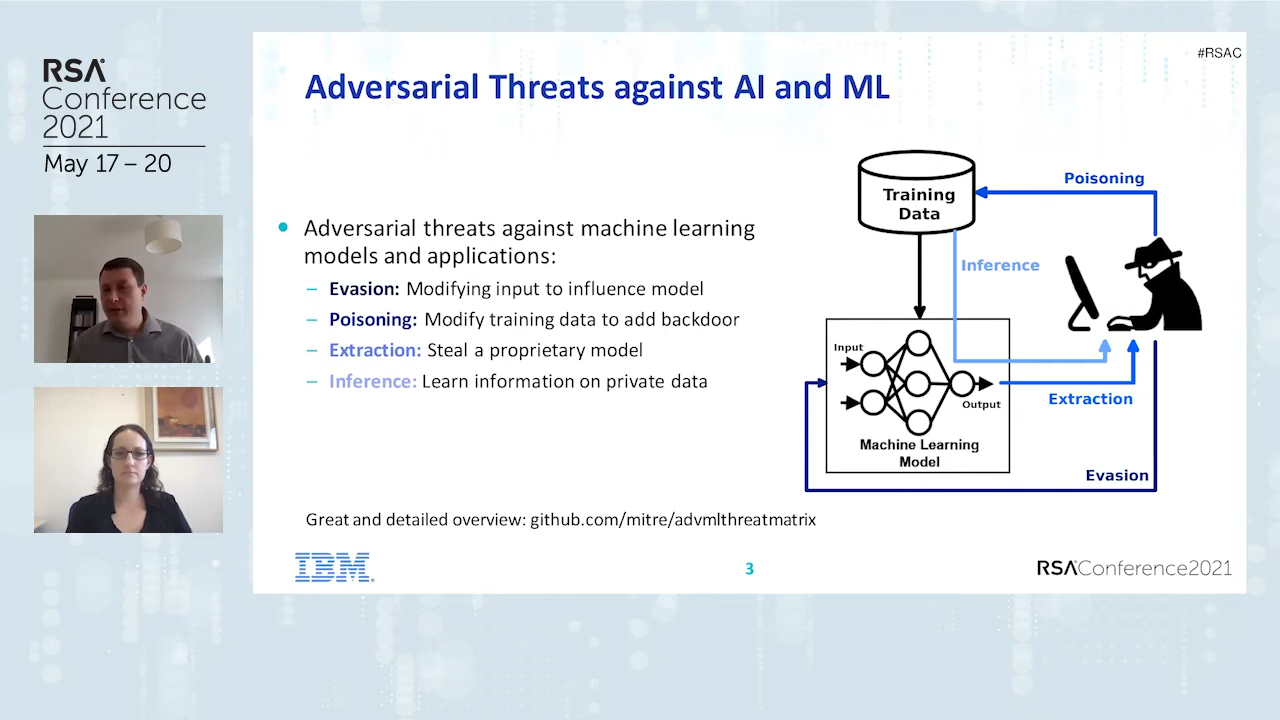 RSA
Conference
2021
May 17 – 20
#RSAC
Adversarial Threats against AI and ML
• Adversarial threats against machine learning
models and applications:
– Evasion: Modifying input to influence model
– Poisoning: Modify training data to add backdoor
– Extraction: Steal a proprietary model
– Inference: Learn information on private data
Training
Data
Poisoning
Inference
Input
Output
Machine Learning
Model
Extraction
Evasion
Great and detailed overview: github.com/mitre/advmlthreatmatrix
IBM
3
RSAConference2021